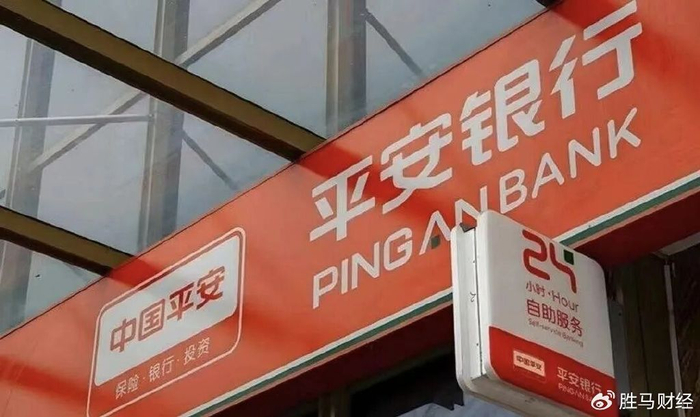 平安银行
PINGAN BANK
中国平安
保险·银行·投资
24
小时·Hour
自助服务
Self-service Banking
中国平安
平安银行
PINGAN
胜马财经